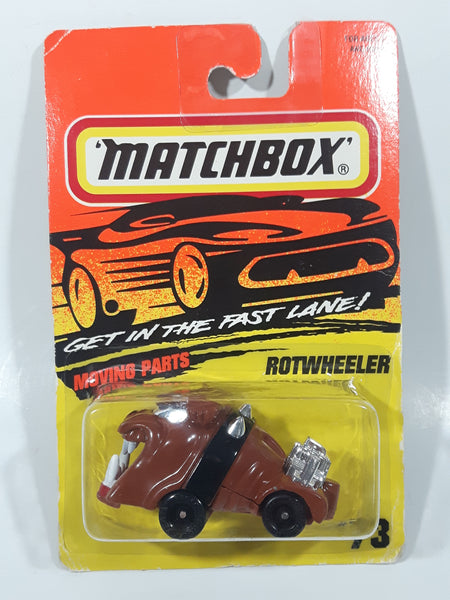 'MATCHBOX'®
GET IN THE FAST LANE!
MOVING PARTS
ROTWHEELER
73